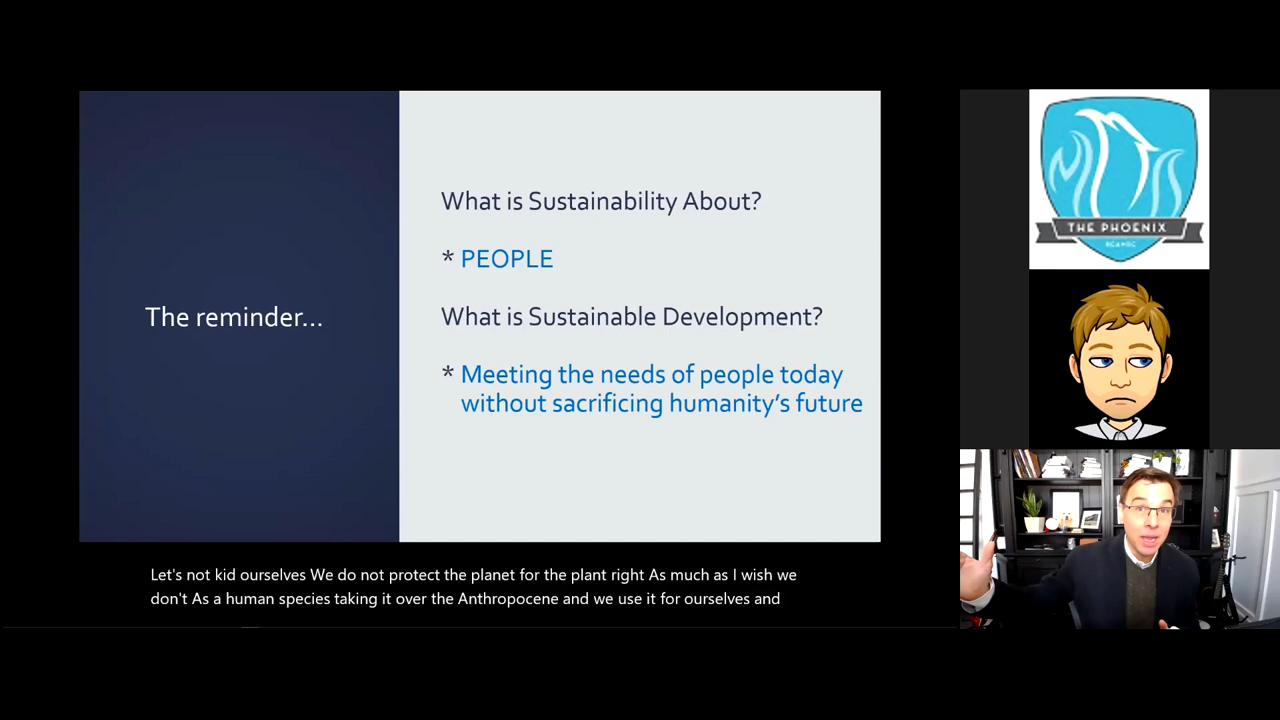 The reminder...
What is Sustainability About?
* PEOPLE
What is Sustainable Development?
* Meeting the needs of people today
without sacrificing humanity's future
Let's not kid ourselves We do not protect the planet for the plant right As much as I wish we
don't As a human species taking it over the Anthropocene and we use it for ourselves and
THE PHOENIX